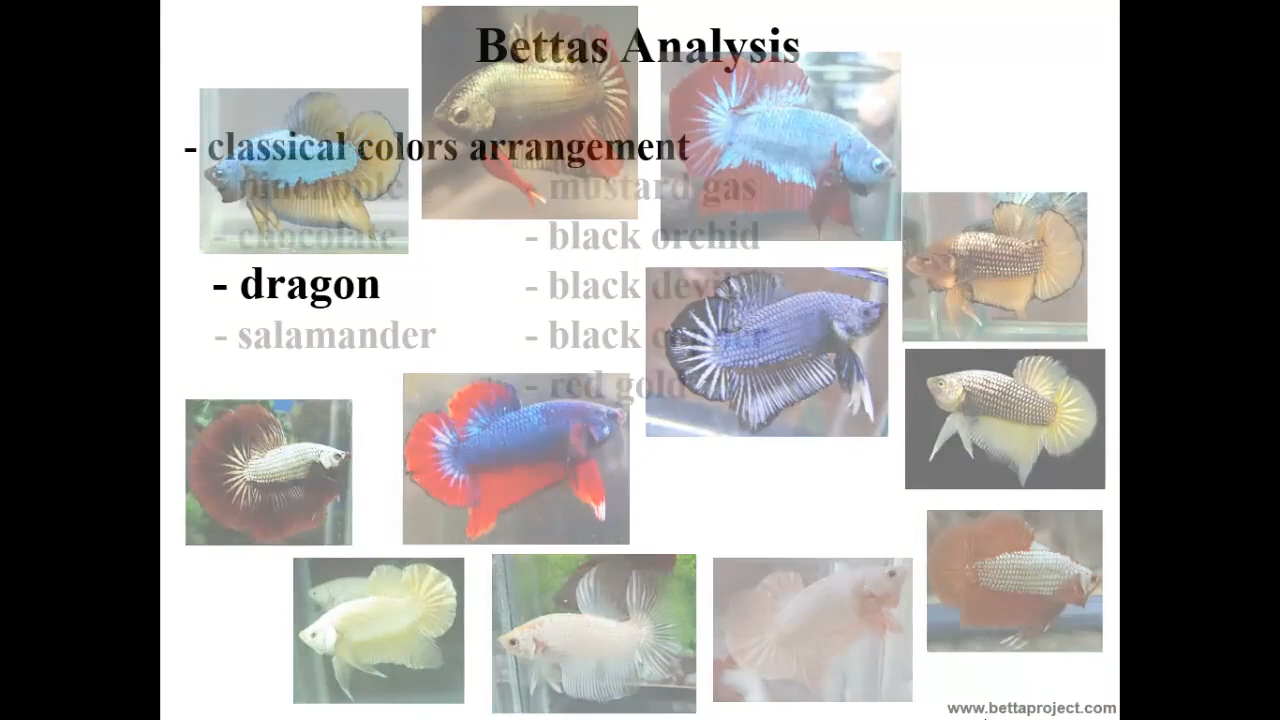 Bettas Analysis
- classical colors arrangement
- pineapple
- mustard gas
- chocolate
- black orchid
- dragon
- black devil
- salamander
- black
- red gold
www.bettaproject.com